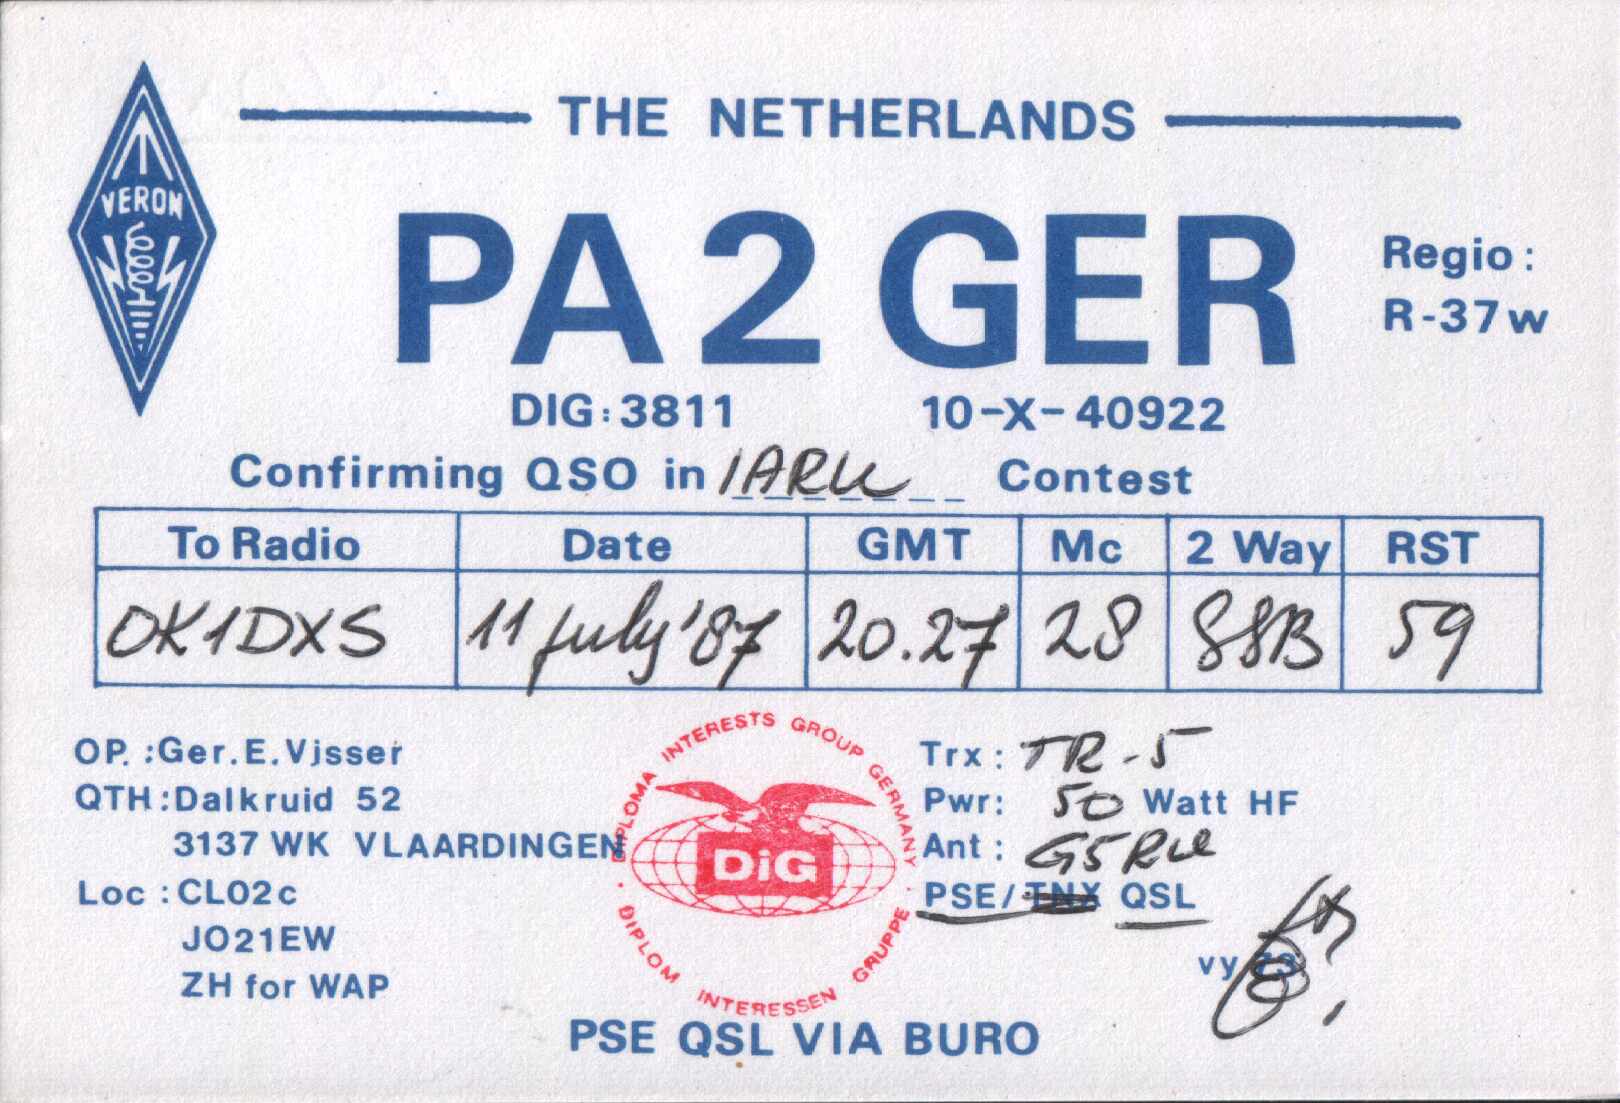 THE NETHERLANDS
VERON
PA2GER
Regio:
R-37w
DIG:3811 10-X-40922
Confirming QSO in IARU Contest
To Radio Date GMT Mc 2 Way RST
OK1DXS 11 july '87 20.27 28 SSB 59
OP.:Ger.E.Visser
QTH:Dalkruid 52
3137 WK VLAARDINGEN
Loc :CL02c
JO21EW
ZH for WAP
DIPLOMA INTERESTS GROUP GERMANY
DiG
DIPLOM INTERESSEN GRUPPE
Trx: TR-5
Pwr: 50 Watt HF
Ant: G5RV
PSE/TNX QSL
vy 73
PSE QSL VIA BURO